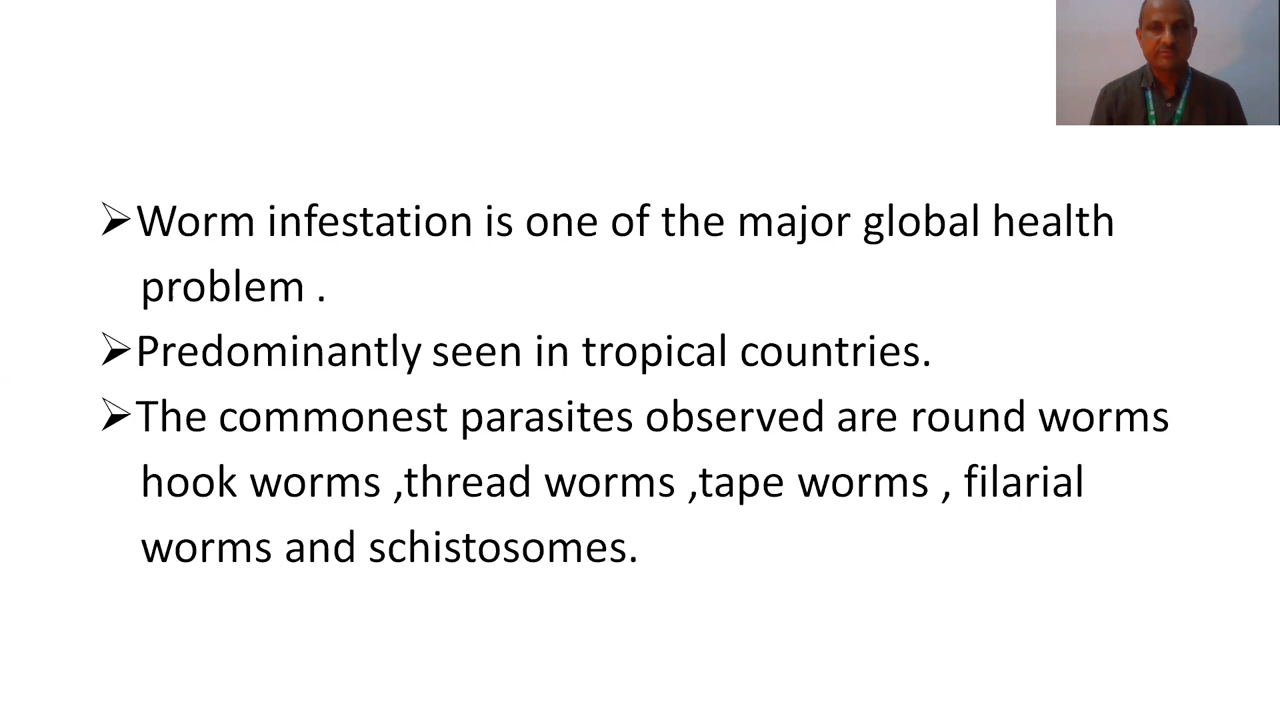 ➢Worm infestation is one of the major global health
problem .
➢Predominantly seen in tropical countries.
➢The commonest parasites observed are round worms
hook worms ,thread worms ,tape worms , filarial
worms and schistosomes.